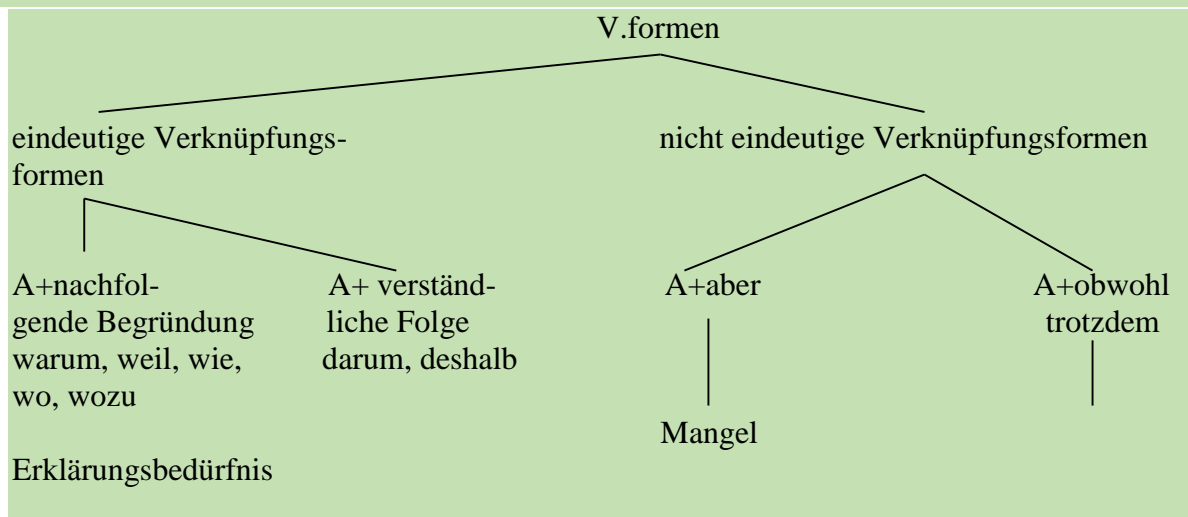 V.formen
eindeutige Verknüpfungs-
formen
nicht eindeutige Verknüpfungsformen
A+nachfol-
gende Begründung
warum, weil, wie,
wo, wozu
A+ verständ-
liche Folge
darum, deshalb
A+aber
A+obwohl
trotzdem
Mangel
Erklärungsbedürfnis